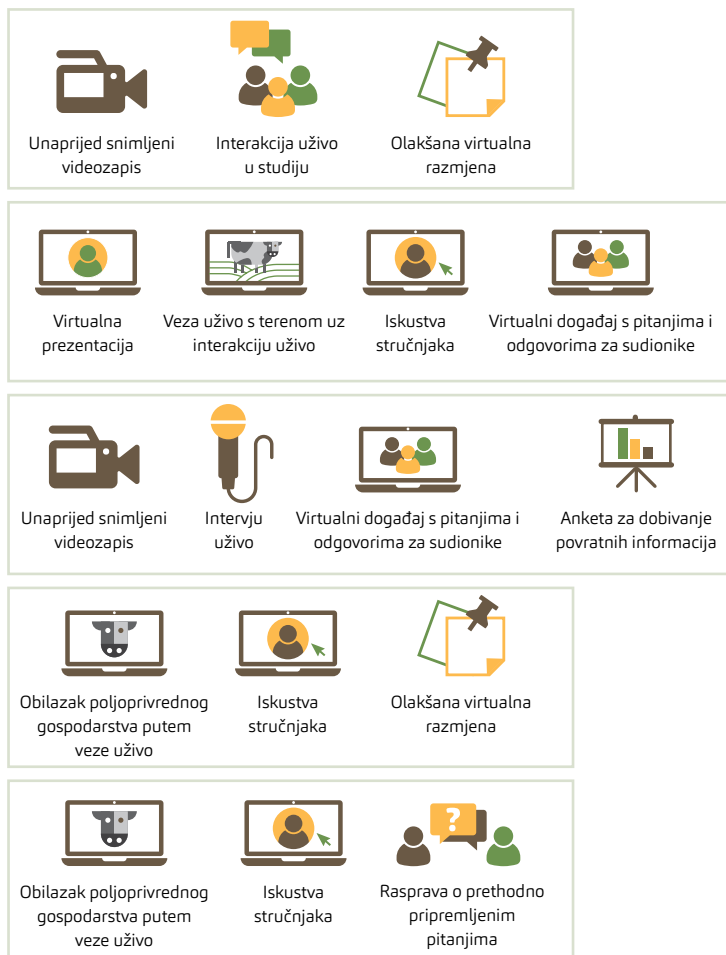 Unaprijed snimljeni
videozapis
Interakcija uživo
u studiju
Olakšana virtualna
razmjena
Virtualna
prezentacija
Veza uživo s terenom uz
interakciju uživo
Iskustva
stručnjaka
Virtualni događaj s pitanjima i
odgovorima za sudionike
Unaprijed snimljeni
videozapis
Intervju
uživo
Virtualni događaj s pitanjima i
odgovorima za sudionike
Anketa za dobivanje
povratnih informacija
Obilazak poljoprivrednog
gospodarstva putem
veze uživo
Iskustva
stručnjaka
Olakšana virtualna
razmjena
?
Obilazak poljoprivrednog
gospodarstva putem
veze uživo
Iskustva
stručnjaka
Rasprava o prethodno
pripremljenim
pitanjima